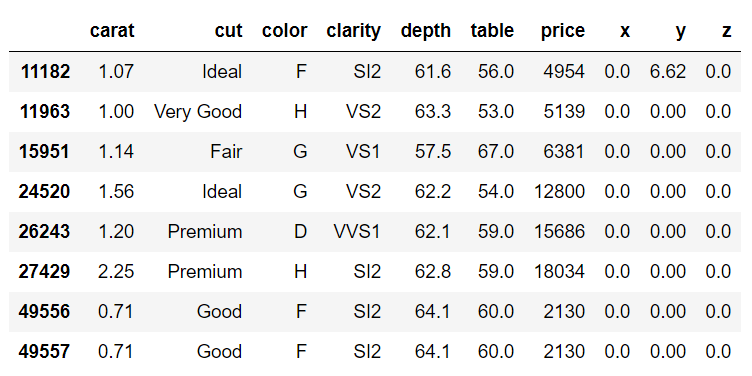 carat cut color clarity depth table price x y z
11182 1.07 Ideal F SI2 61.6 56.0 4954 0.0 6.62 0.0
11963 1.00 Very Good H VS2 63.3 53.0 5139 0.0 0.00 0.0
15951 1.14 Fair G VS1 57.5 67.0 6381 0.0 0.00 0.0
24520 1.56 Ideal G VS2 62.2 54.0 12800 0.0 0.00 0.0
26243 1.20 Premium D VVS1 62.1 59.0 15686 0.0 0.00 0.0
27429 2.25 Premium H SI2 62.8 59.0 18034 0.0 0.00 0.0
49556 0.71 Good F SI2 64.1 60.0 2130 0.0 0.00 0.0
49557 0.71 Good F SI2 64.1 60.0 2130 0.0 0.00 0.0